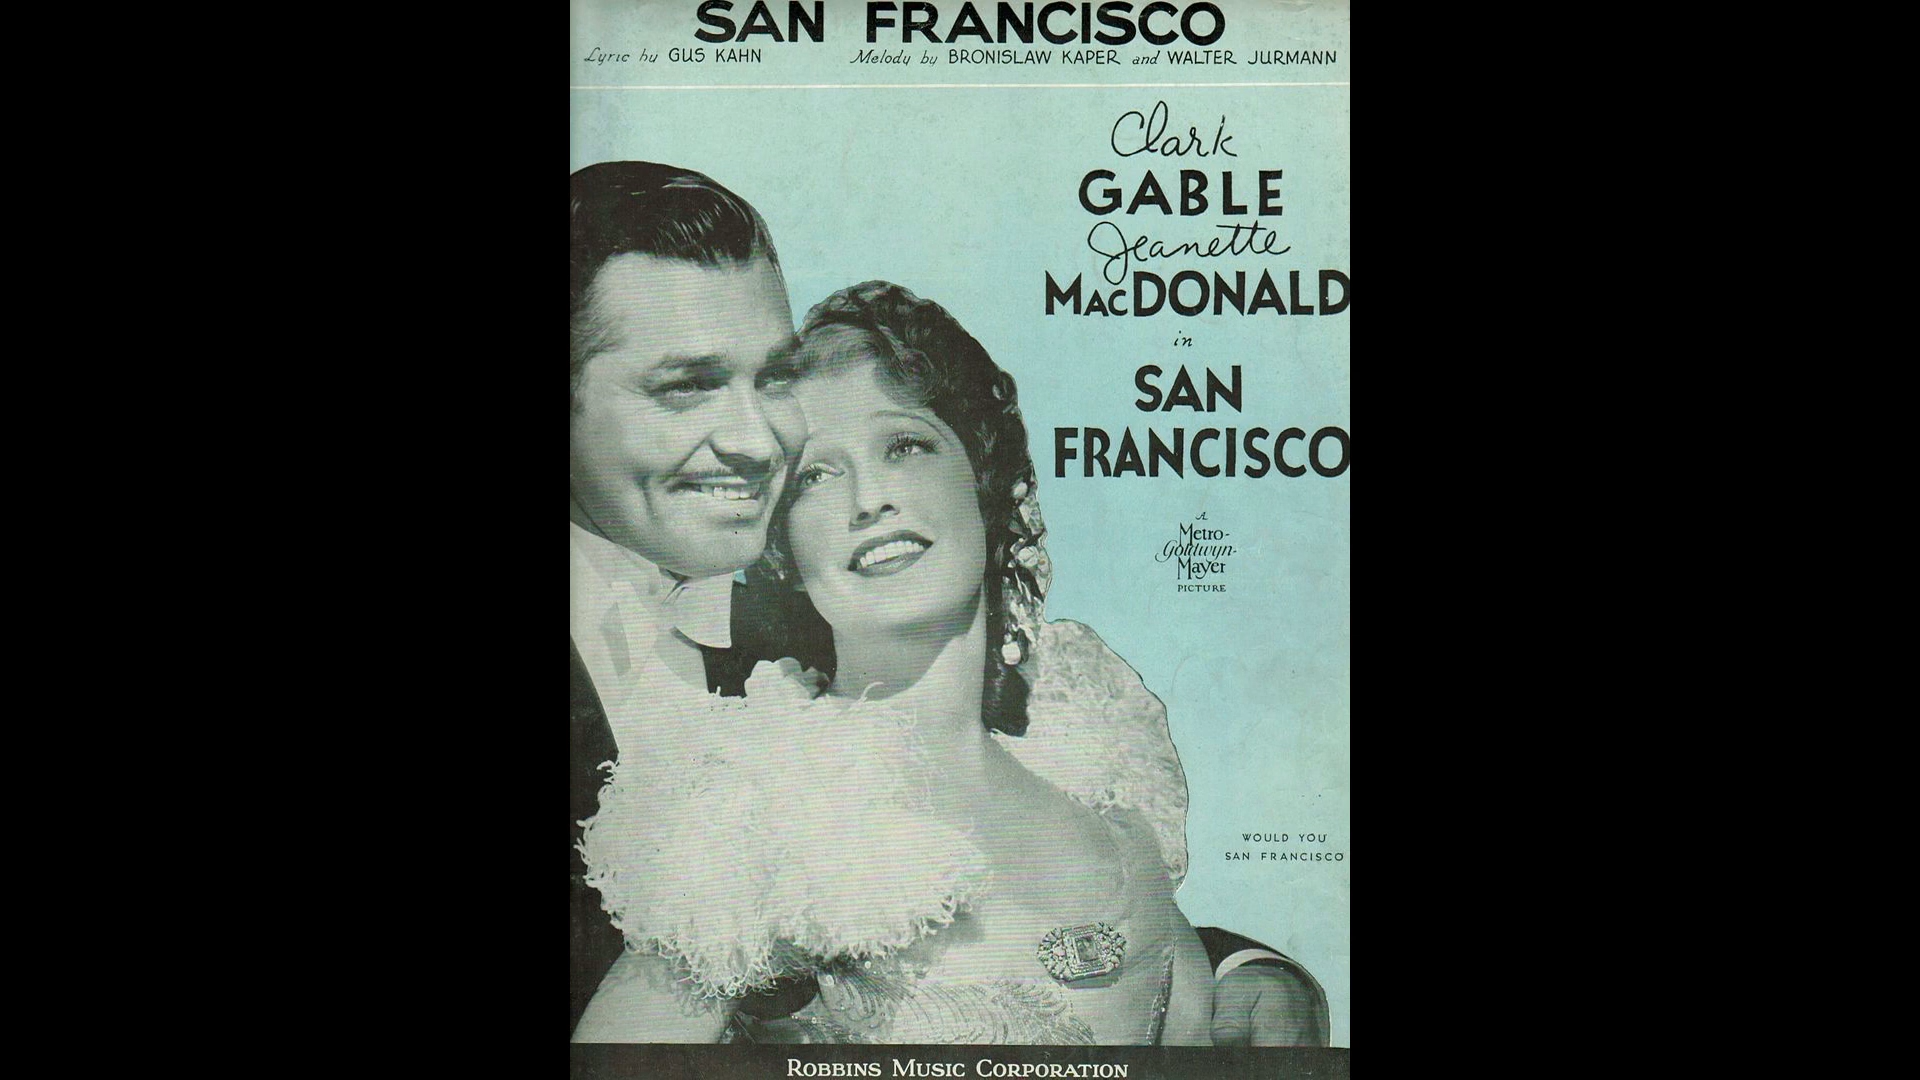 SAN FRANCISCO
Lyric by GUS KAHN Melody by BRONISLAW KAPER and WALTER JURMANN
Clark
GABLE
Jeanette
MACDONALD
in
SAN
FRANCISCO
A
Metro-
Goldwyn-
Mayer
PICTURE
WOULD YOU
SAN FRANCISCO
ROBBINS MUSIC CORPORATION